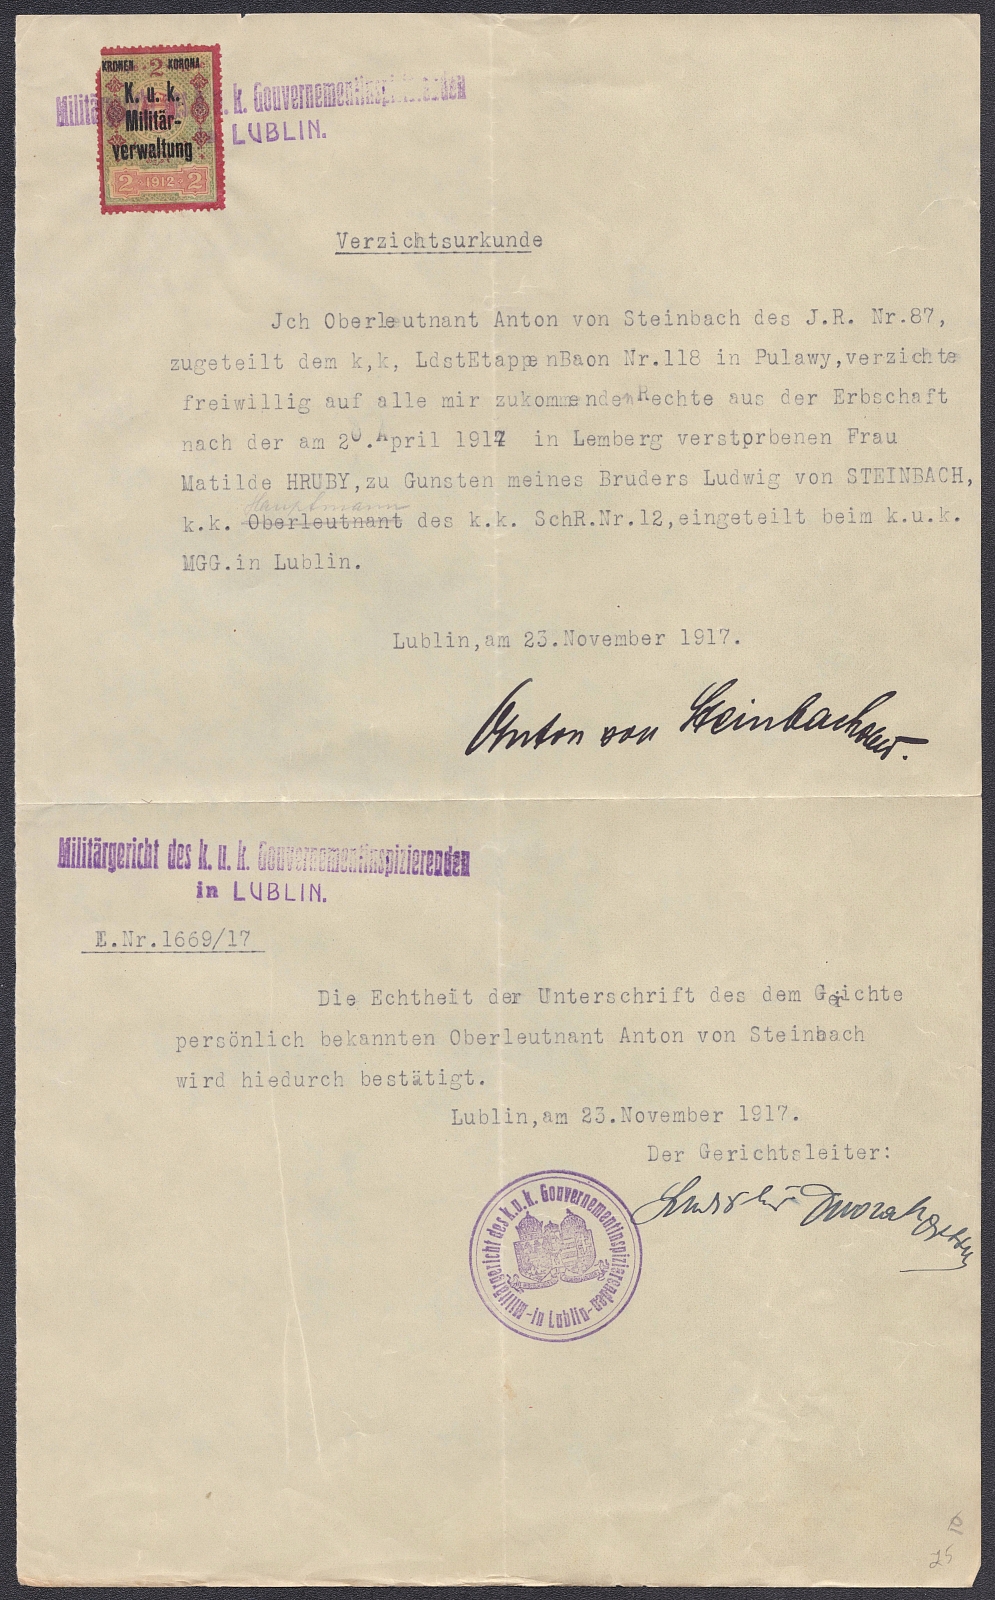 KRONEN 2 KORONA
K. u. k.
Militär-
verwaltung
2 1912 2
Militär k. Gouvernementinspizierenden
LUBLIN.
Verzichtsurkunde
Jch Oberleutnant Anton von Steinbach des J.R. Nr.87,
zugeteilt dem k,k, LdstEtappenBaon Nr.118 in Pulawy,verzichte
freiwillig auf alle mir zukommenden Rechte aus der Erbschaft
nach der am 20.April 1917 in Lemberg verstorbenen Frau
Matilde HRUBY,zu Gunsten meines Bruders Ludwig von STEINBACH,
Hauptmann
k.k. Oberleutnant des k.k. SchR.Nr.12,eingeteilt beim k.u.k.
MGG.in Lublin.
Lublin,am 23.November 1917.
Anton von Steinbach
Militärgericht des k. u. k. Gouvernementinspizierenden
in LUBLIN.
E.Nr.1669/17
Die Echtheit der Unterschrift des dem Gerichte
persönlich bekannten Oberleutnant Anton von Steinbach
wird hiedurch bestätigt.
Lublin,am 23.November 1917.
Der Gerichtsleiter:
Militärgericht des k.u.k. Gouvernementinspizierenden
-in Lublin-
25